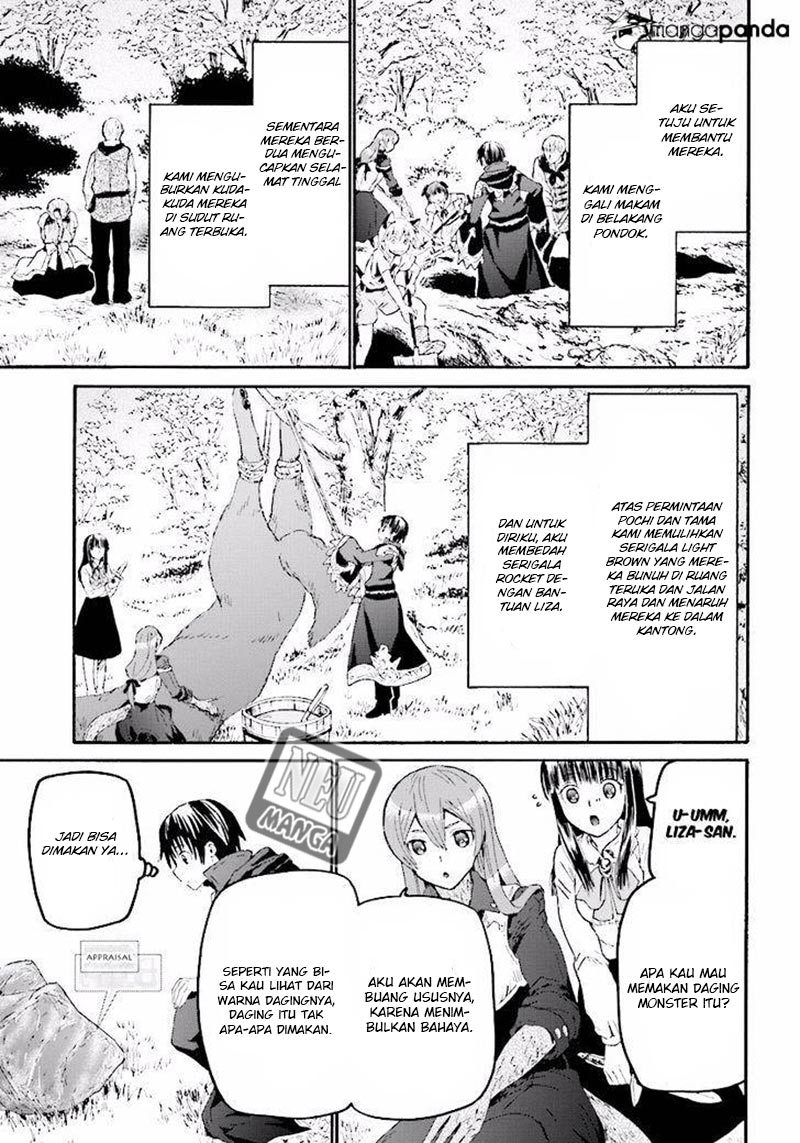 mangapanda
AKU SE-
TUJU UNTUK
MEMBANTU
MEREKA.
KAMI MENG-
GALI MAKAM
DI BELAKANG
PONDOK.
SEMENTARA
MEREKA BER-
DUA MENGU-
CAPKAN SELA-
MAT TINGGAL
KAMI MENGU-
BURKAN KUDA-
KUDA MEREKA
DI SUDUT RU-
ANG TERBUKA.
ATAS PERMINTAAN
POCHI DAN TAMA
KAMI MEMULIHKAN
SERIGALA LIGHT
BROWN YANG MERE-
KA BUNUH DI RUANG
TERUKA DAN JALAN
RAYA DAN MENARUH
MEREKA KE DALAM
KANTONG.
DAN UNTUK
DIRIKU, AKU
MEMBEDAH
SERIGALA
ROCKET DE-
NGAN BAN-
TUAN LIZA.
U-UMM,
LIZA-SAN.
APA KAU MAU
MEMAKAN DAGING
MONSTER ITU?
AKU AKAN MEM-
BUANG USUSNYA,
KARENA MENIM-
BULKAN BAHAYA.
SEPERTI YANG BI-
SA KAU LIHAT DARI
WARNA DAGINGNYA,
DAGING ITU TAK
APA-APA DIMAKAN.
JADI BISA
DIMAKAN YA...
APPRAISAL
NEU
MANGA